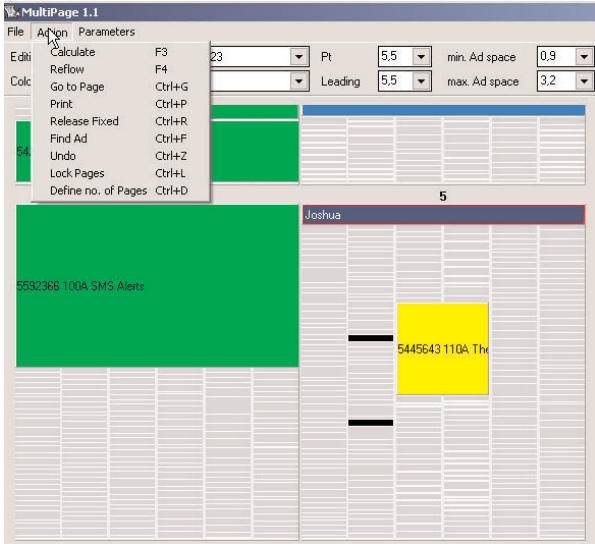 MultiPage 1.1
File Action Parameters
Editi 23 Pt 5,5 min. Ad space 0,9
Colo Leading 5,5 max. Ad space 3,2
Calculate F3
Reflow F4
Go to Page Ctrl+G
Print Ctrl+P
Release Fixed Ctrl+R
Find Ad Ctrl+F
Undo Ctrl+Z
Lock Pages Ctrl+L
Define no. of Pages Ctrl+D
54
5
Joshua
5592366 100A SMS Alerts
5445643 110A The